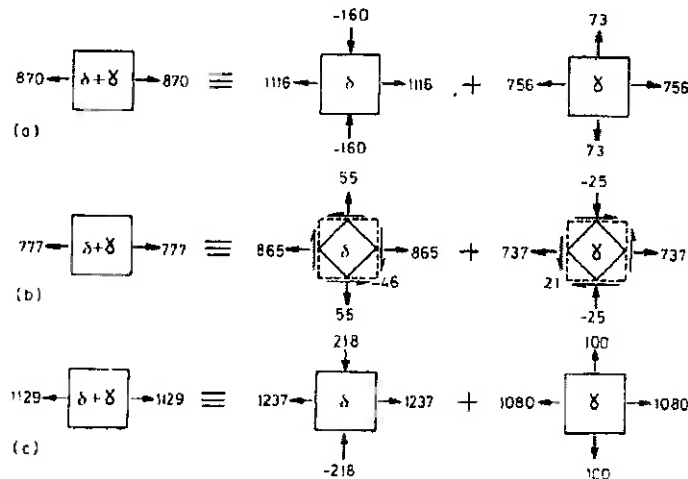 -160 73
870 δ+γ 870 ≡ 1116 δ 1116 + 756 γ 756
(a)
-160 73
55 -25
777 δ+γ 777 ≡ 865 δ 865 + 737 γ 737
(b) -46 21
55 -25
218 100
1129 δ+γ 1129 ≡ 1237 δ 1237 + 1080 γ 1080
(c)
-218 100